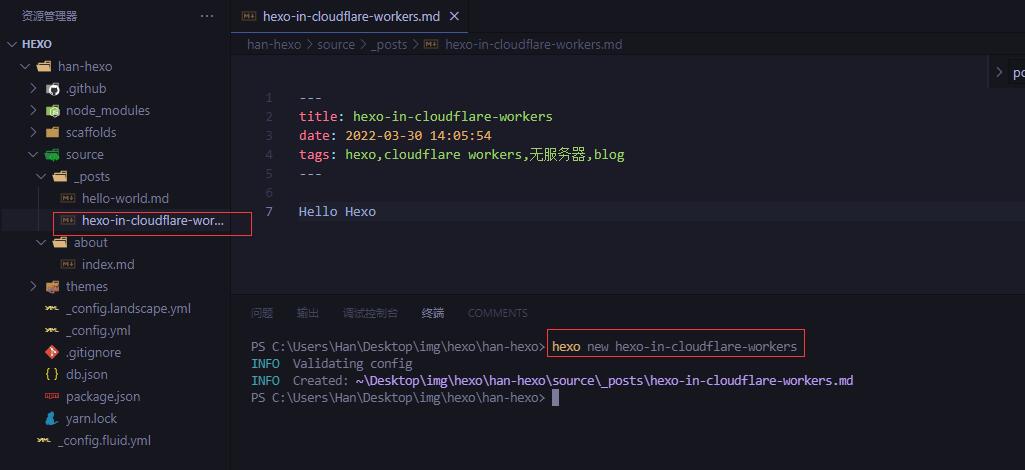 资源管理器
HEXO
han-hexo
.github
node_modules
scaffolds
source
_posts
hello-world.md
hexo-in-cloudflare-wor...
about
index.md
themes
_config.landscape.yml
_config.yml
.gitignore
db.json
package.json
yarn.lock
_config.fluid.yml
hexo-in-cloudflare-workers.md
han-hexo > source > _posts > hexo-in-cloudflare-workers.md
po
1 ---
2 title: hexo-in-cloudflare-workers
3 date: 2022-03-30 14:05:54
4 tags: hexo,cloudflare workers,无服务器,blog
5 ---
6
7 Hello Hexo
问题 输出 调试控制台 终端 COMMENTS
PS C:\Users\Han\Desktop\img\hexo\han-hexo> hexo new hexo-in-cloudflare-workers
INFO Validating config
INFO Created: ~\Desktop\img\hexo\han-hexo\source\_posts\hexo-in-cloudflare-workers.md
PS C:\Users\Han\Desktop\img\hexo\han-hexo>